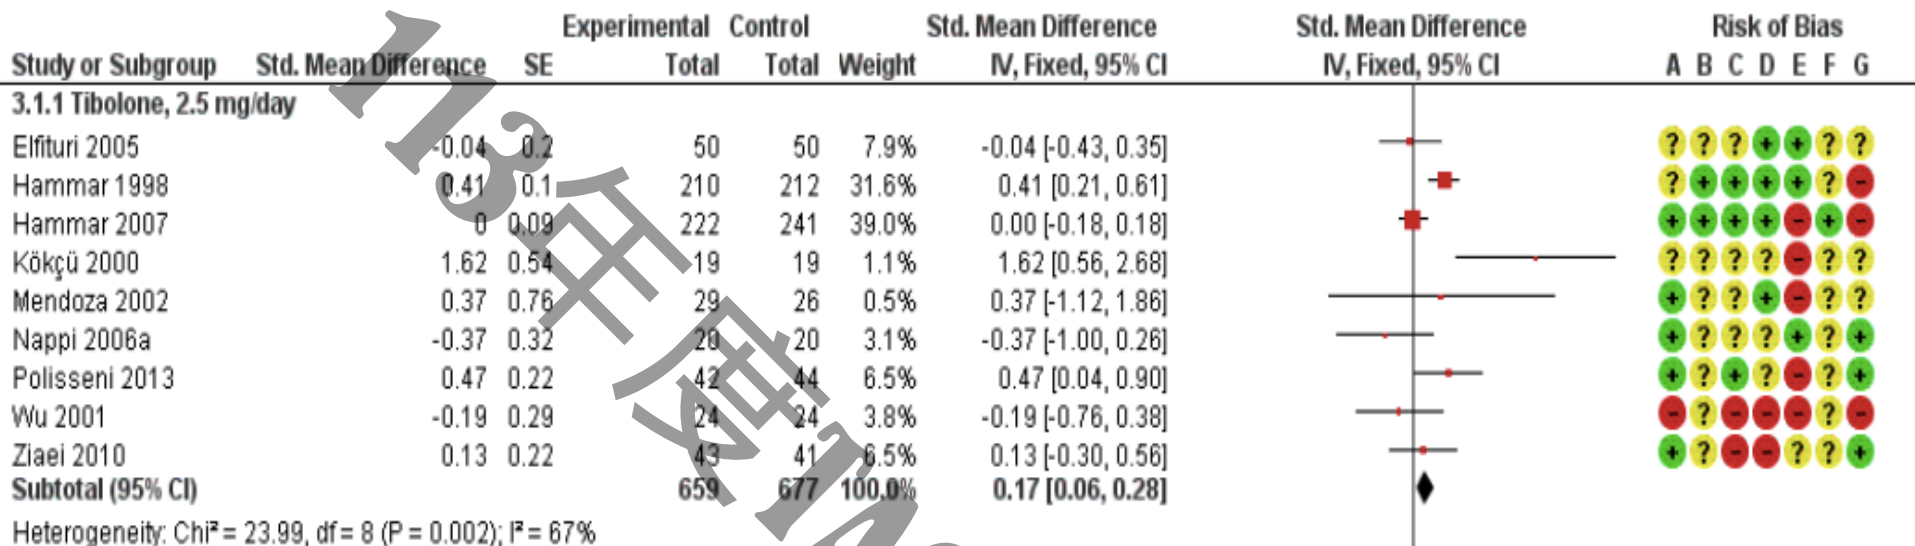 Experimental Control Std. Mean Difference Std. Mean Difference Risk of Bias
Study or Subgroup Std. Mean Difference SE Total Total Weight IV, Fixed, 95% CI IV, Fixed, 95% CI A B C D E F G
3.1.1 Tibolone, 2.5 mg/day
Elfituri 2005 -0.04 0.2 50 50 7.9% -0.04 [-0.43, 0.35] ? ? ? + + ? ?
Hammar 1998 0.41 0.1 210 212 31.6% 0.41 [0.21, 0.61] ? + + + + ? -
Hammar 2007 0 0.09 222 241 39.0% 0.00 [-0.18, 0.18] + + + + - + -
Kökçü 2000 1.62 0.54 19 19 1.1% 1.62 [0.56, 2.68] ? ? ? ? - ? ?
Mendoza 2002 0.37 0.76 29 26 0.5% 0.37 [-1.12, 1.86] + ? ? + - ? ?
Nappi 2006a -0.37 0.32 20 20 3.1% -0.37 [-1.00, 0.26] + ? ? ? + ? +
Polisseni 2013 0.47 0.22 42 44 6.5% 0.47 [0.04, 0.90] + ? + ? - ? +
Wu 2001 -0.19 0.29 24 24 3.8% -0.19 [-0.76, 0.38] - ? - - - ? -
Ziaei 2010 0.13 0.22 43 41 6.5% 0.13 [-0.30, 0.56] + ? - - ? ? +
Subtotal (95% CI) 659 677 100.0% 0.17 [0.06, 0.28]
Heterogeneity: Chi² = 23.99, df = 8 (P = 0.002); I² = 67%
113年度